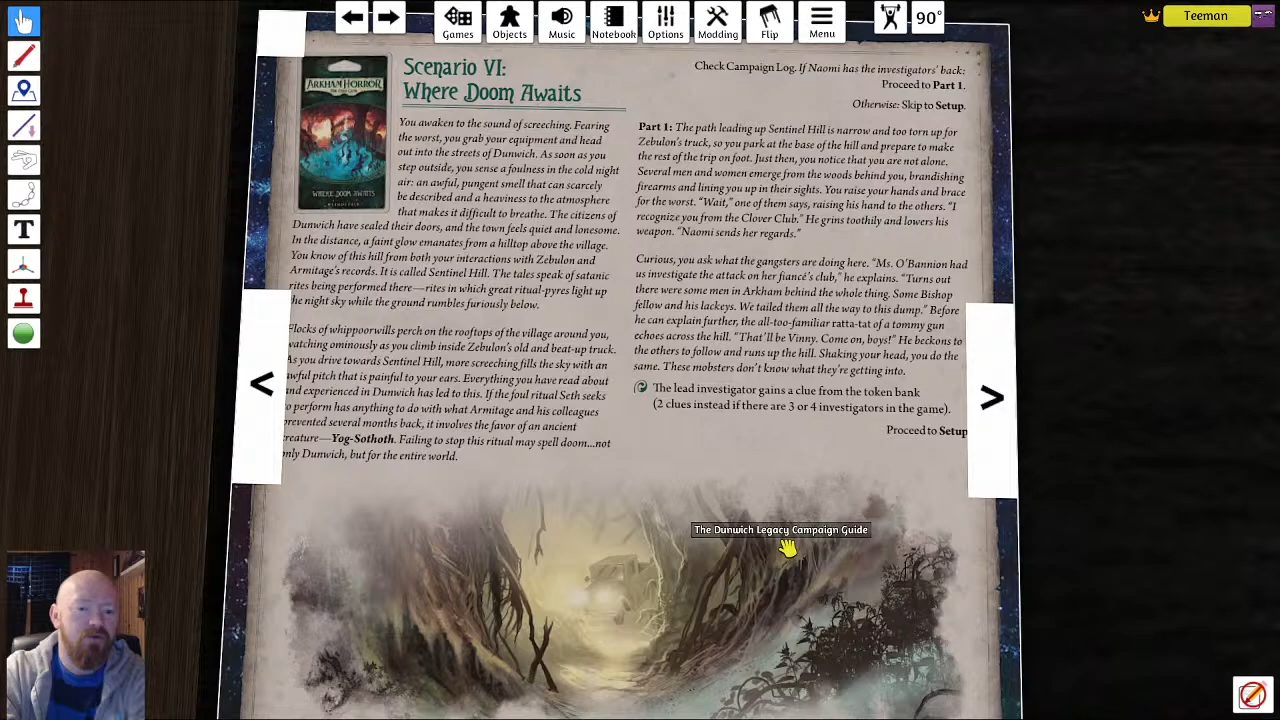 Games
Objects
Music
Notebook
Options
Modding
Flip
Menu
90°
Teeman
ARKHAM HORROR
WHERE DOOM AWAITS
Scenario VI:
Where Doom Awaits
You awaken to the sound of screeching. Fearing
the worst, you grab your equipment and head
out into the streets of Dunwich. As soon as you
step outside, you sense a foulness in the cold night
air: an awful, pungent smell that can scarcely
be described and a heaviness to the atmosphere
that makes it difficult to breathe. The citizens of
Dunwich have sealed their doors, and the town feels quiet and lonesome.
In the distance, a faint glow emanates from a hilltop above the village.
You know of this hill from both your interactions with Zebulon and
Armitage's records. It is called Sentinel Hill. The tales speak of satanic
rites being performed there—rites in which great ritual-pyres light up
the night sky while the ground rumbles furiously below.
Flocks of whippoorwills perch on the rooftops of the village around you,
watching ominously as you climb inside Zebulon's old and beat-up truck.
As you drive towards Sentinel Hill, more screeching fills the sky with an
awful pitch that is painful to your ears. Everything you have read about
and experienced in Dunwich has led to this. If the foul ritual Seth seeks
to perform has anything to do with what Armitage and his colleagues
prevented several months back, it involves the favor of an ancient
creature—Yog-Sothoth. Failing to stop this ritual may spell doom...not
only Dunwich, but for the entire world.
Check Campaign Log. If Naomi has the investigators' back:
Proceed to Part 1.
Otherwise: Skip to Setup.
Part 1: The path leading up Sentinel Hill is narrow and too torn up for
Zebulon's truck, so you park at the base of the hill and prepare to make
the rest of the trip on foot. Just then, you notice that you are not alone.
Several men and women emerge from the woods behind you, brandishing
firearms and lining you up in their sights. You raise your hands and brace
for the worst. "Wait," one of them says, raising his hand to the others. "I
recognize you from the Clover Club." He grins toothily and lowers his
weapon. "Naomi sends her regards."
Curious, you ask what the gangsters are doing here. "Ms. O'Bannion had
us investigate the attack on her fiancé's club," he explains. "Turns out
there were some men in Arkham behind the whole thing. Some Bishop
fellow and his lackeys. We tailed them all the way to this dump." Before
he can explain further, the all-too-familiar ratta-tat of a tommy gun
echoes across the hill. "That'll be Vinny. Come on, boys!" He beckons to
the others to follow and runs up the hill. Shaking your head, you do the
same. These mobsters don't know what they're getting into.
The lead investigator gains a clue from the token bank
(2 clues instead if there are 3 or 4 investigators in the game).
Proceed to Setup
<
>
The Dunwich Legacy Campaign Guide
T